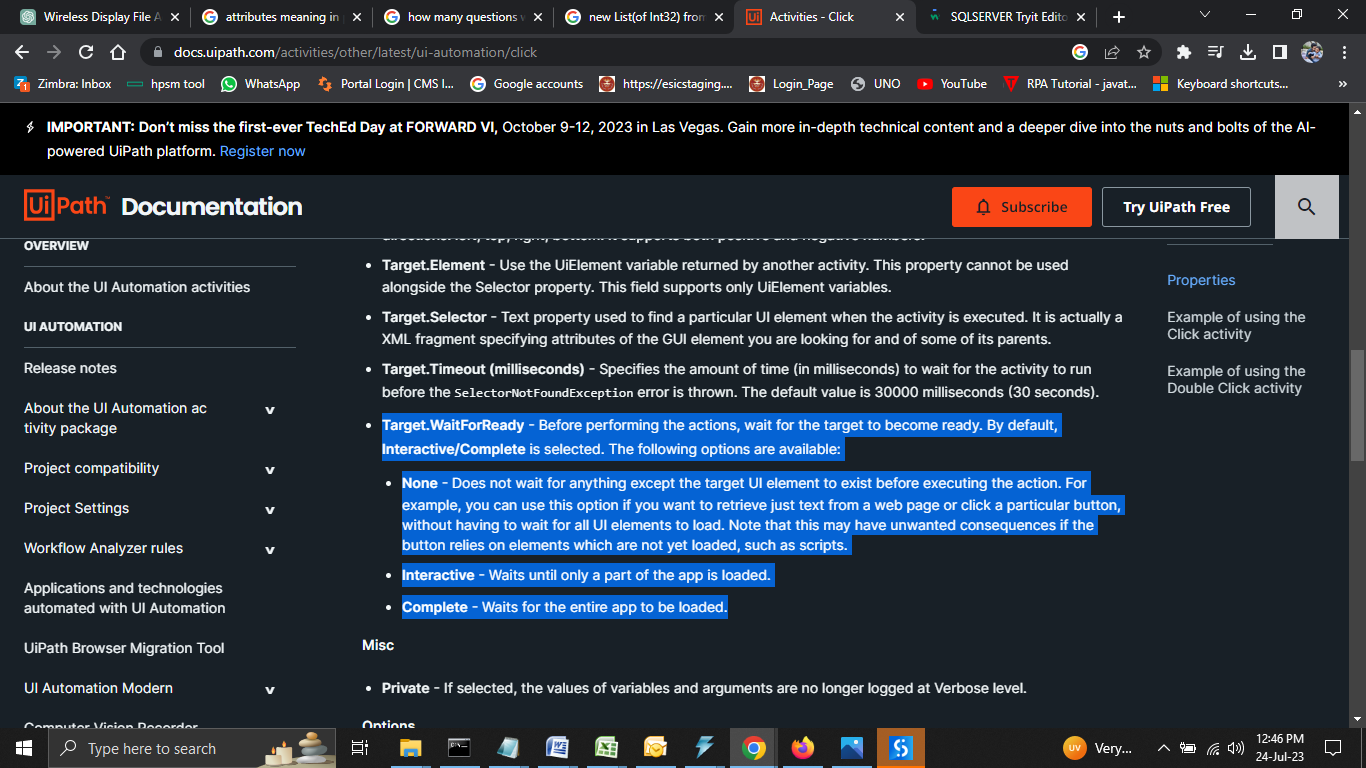 Wireless Display File A
attributes meaning in
how many questions
new List(of Int32) from
Activities - Click
SQLSERVER Tryit Edito
docs.uipath.com/activities/other/latest/ui-automation/click
Zimbra: Inbox
hpsm tool
WhatsApp
Portal Login | CMS I...
Google accounts
https://esicstaging....
Login_Page
UNO
YouTube
RPA Tutorial - javat...
Keyboard shortcuts...
»
IMPORTANT: Don't miss the first-ever TechEd Day at FORWARD VI, October 9-12, 2023 in Las Vegas. Gain more in-depth technical content and a deeper dive into the nuts and bolts of the AI-
powered UiPath platform. Register now
UiPath™ Documentation
Subscribe
Try UiPath Free
OVERVIEW
About the UI Automation activities
UI AUTOMATION
Release notes
About the UI Automation ac
tivity package
Project compatibility
Project Settings
Workflow Analyzer rules
Applications and technologies
automated with UI Automation
UiPath Browser Migration Tool
UI Automation Modern
Computer Vision Recorder
directions: left, top, right, bottom. It supports both positive and negative numbers.
• Target.Element - Use the UiElement variable returned by another activity. This property cannot be used
alongside the Selector property. This field supports only UiElement variables.
• Target.Selector - Text property used to find a particular UI element when the activity is executed. It is actually a
XML fragment specifying attributes of the GUI element you are looking for and of some of its parents.
• Target.Timeout (milliseconds) - Specifies the amount of time (in milliseconds) to wait for the activity to run
before the SelectorNotFoundException error is thrown. The default value is 30000 milliseconds (30 seconds).
• Target.WaitForReady - Before performing the actions, wait for the target to become ready. By default,
Interactive/Complete is selected. The following options are available:
• None - Does not wait for anything except the target UI element to exist before executing the action. For
example, you can use this option if you want to retrieve just text from a web page or click a particular button,
without having to wait for all UI elements to load. Note that this may have unwanted consequences if the
button relies on elements which are not yet loaded, such as scripts.
• Interactive - Waits until only a part of the app is loaded.
• Complete - Waits for the entire app to be loaded.
Misc
• Private - If selected, the values of variables and arguments are no longer logged at Verbose level.
Options
Properties
Example of using the
Click activity
Example of using the
Double Click activity
Type here to search
UV
Very...
12:46 PM
24-Jul-23